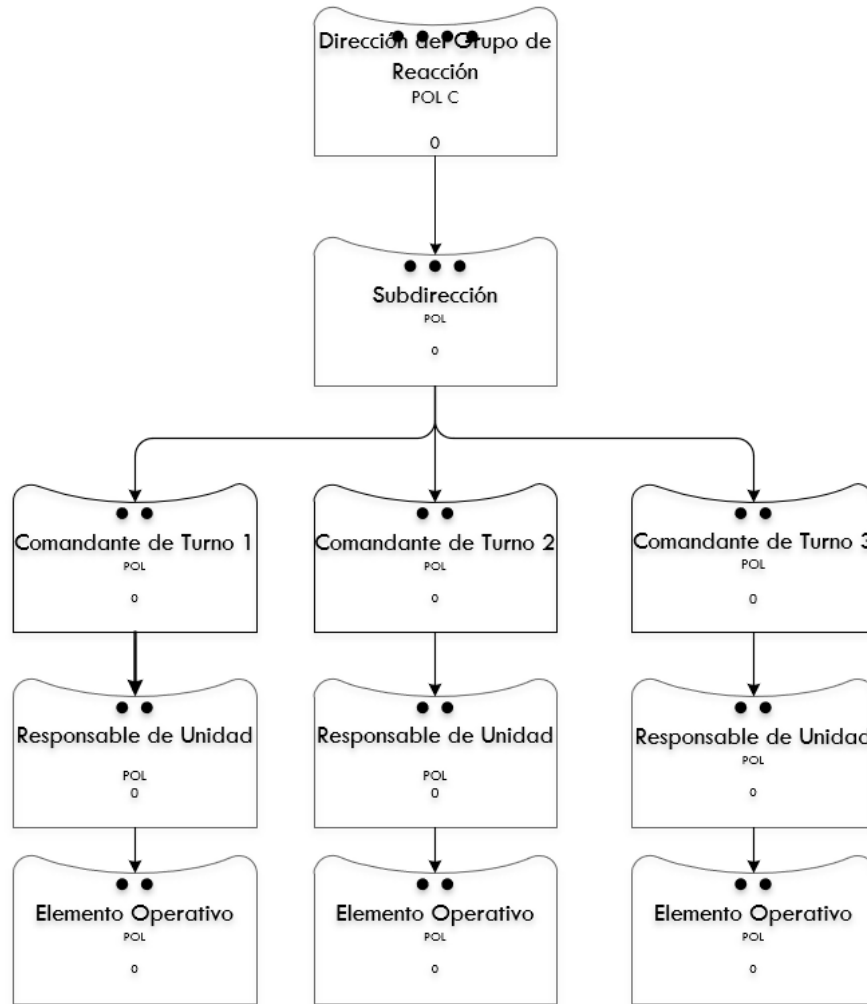 Dirección del Grupo de
Reacción
POL C
0
Subdirección
POL
0
Comandante de Turno 1
POL
0
Comandante de Turno 2
POL
0
Comandante de Turno 3
POL
0
Responsable de Unidad
POL
0
Responsable de Unidad
POL
0
Responsable de Unidad
POL
0
Elemento Operativo
POL
0
Elemento Operativo
POL
0
Elemento Operativo
POL
0